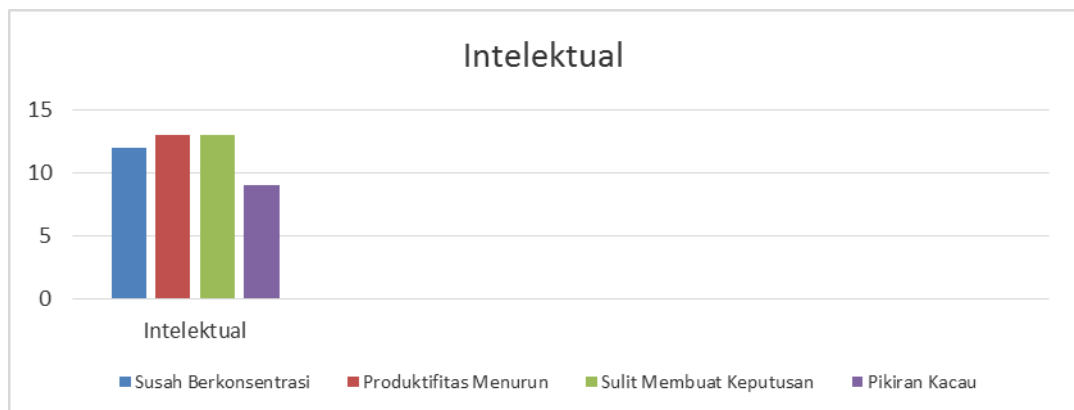 Intelektual
15
10
5
0
Intelektual
Susah Berkonsentrasi Produktifitas Menurun Sulit Membuat Keputusan Pikiran Kacau